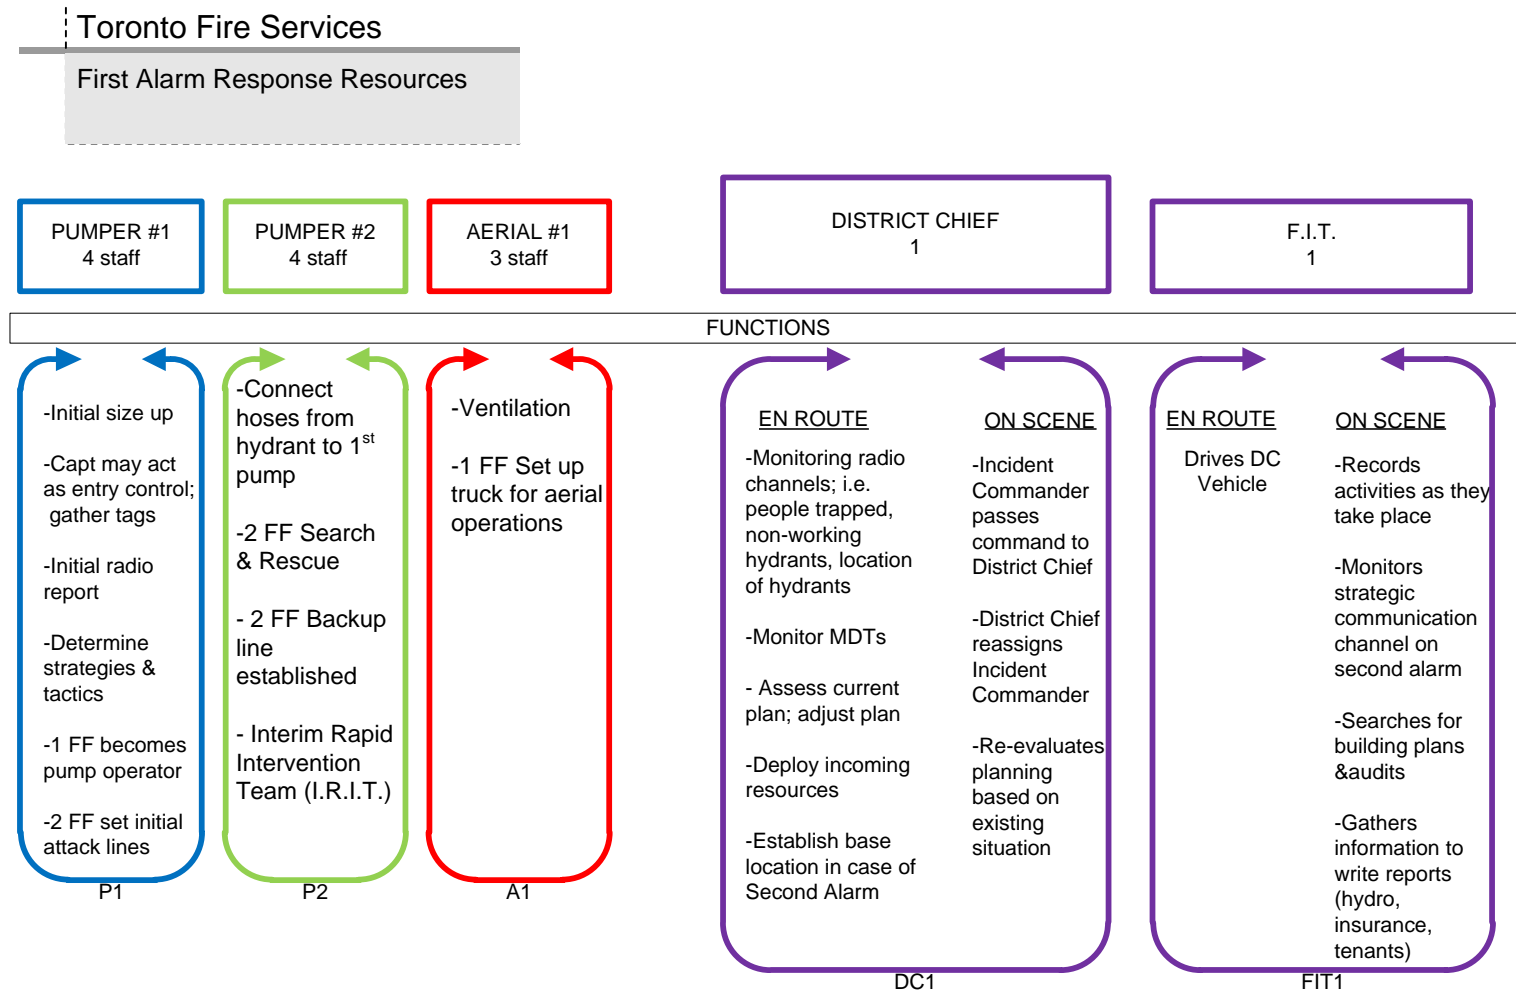 Toronto Fire Services
First Alarm Response Resources
PUMPER #1
4 staff
PUMPER #2
4 staff
AERIAL #1
3 staff
DISTRICT CHIEF
1
F.I.T.
1
FUNCTIONS
-Initial size up
-Capt may act
as entry control;
gather tags
-Initial radio
report
-Determine
strategies &
tactics
-1 FF becomes
pump operator
-2 FF set initial
attack lines
P1
-Connect
hoses from
hydrant to 1st
pump
-2 FF Search
& Rescue
- 2 FF Backup
line
established
- Interim Rapid
Intervention
Team (I.R.I.T.)
P2
-Ventilation
-1 FF Set up
truck for aerial
operations
A1
EN ROUTE
-Monitoring radio
channels; i.e.
people trapped,
non-working
hydrants, location
of hydrants
-Monitor MDTs
- Assess current
plan; adjust plan
-Deploy incoming
resources
-Establish base
location in case of
Second Alarm
ON SCENE
-Incident
Commander
passes
command to
District Chief
-District Chief
reassigns
Incident
Commander
-Re-evaluates
planning
based on
existing
situation
DC1
EN ROUTE
Drives DC
Vehicle
ON SCENE
-Records
activities as they
take place
-Monitors
strategic
communication
channel on
second alarm
-Searches for
building plans
&audits
-Gathers
information to
write reports
(hydro,
insurance,
tenants)
FIT1